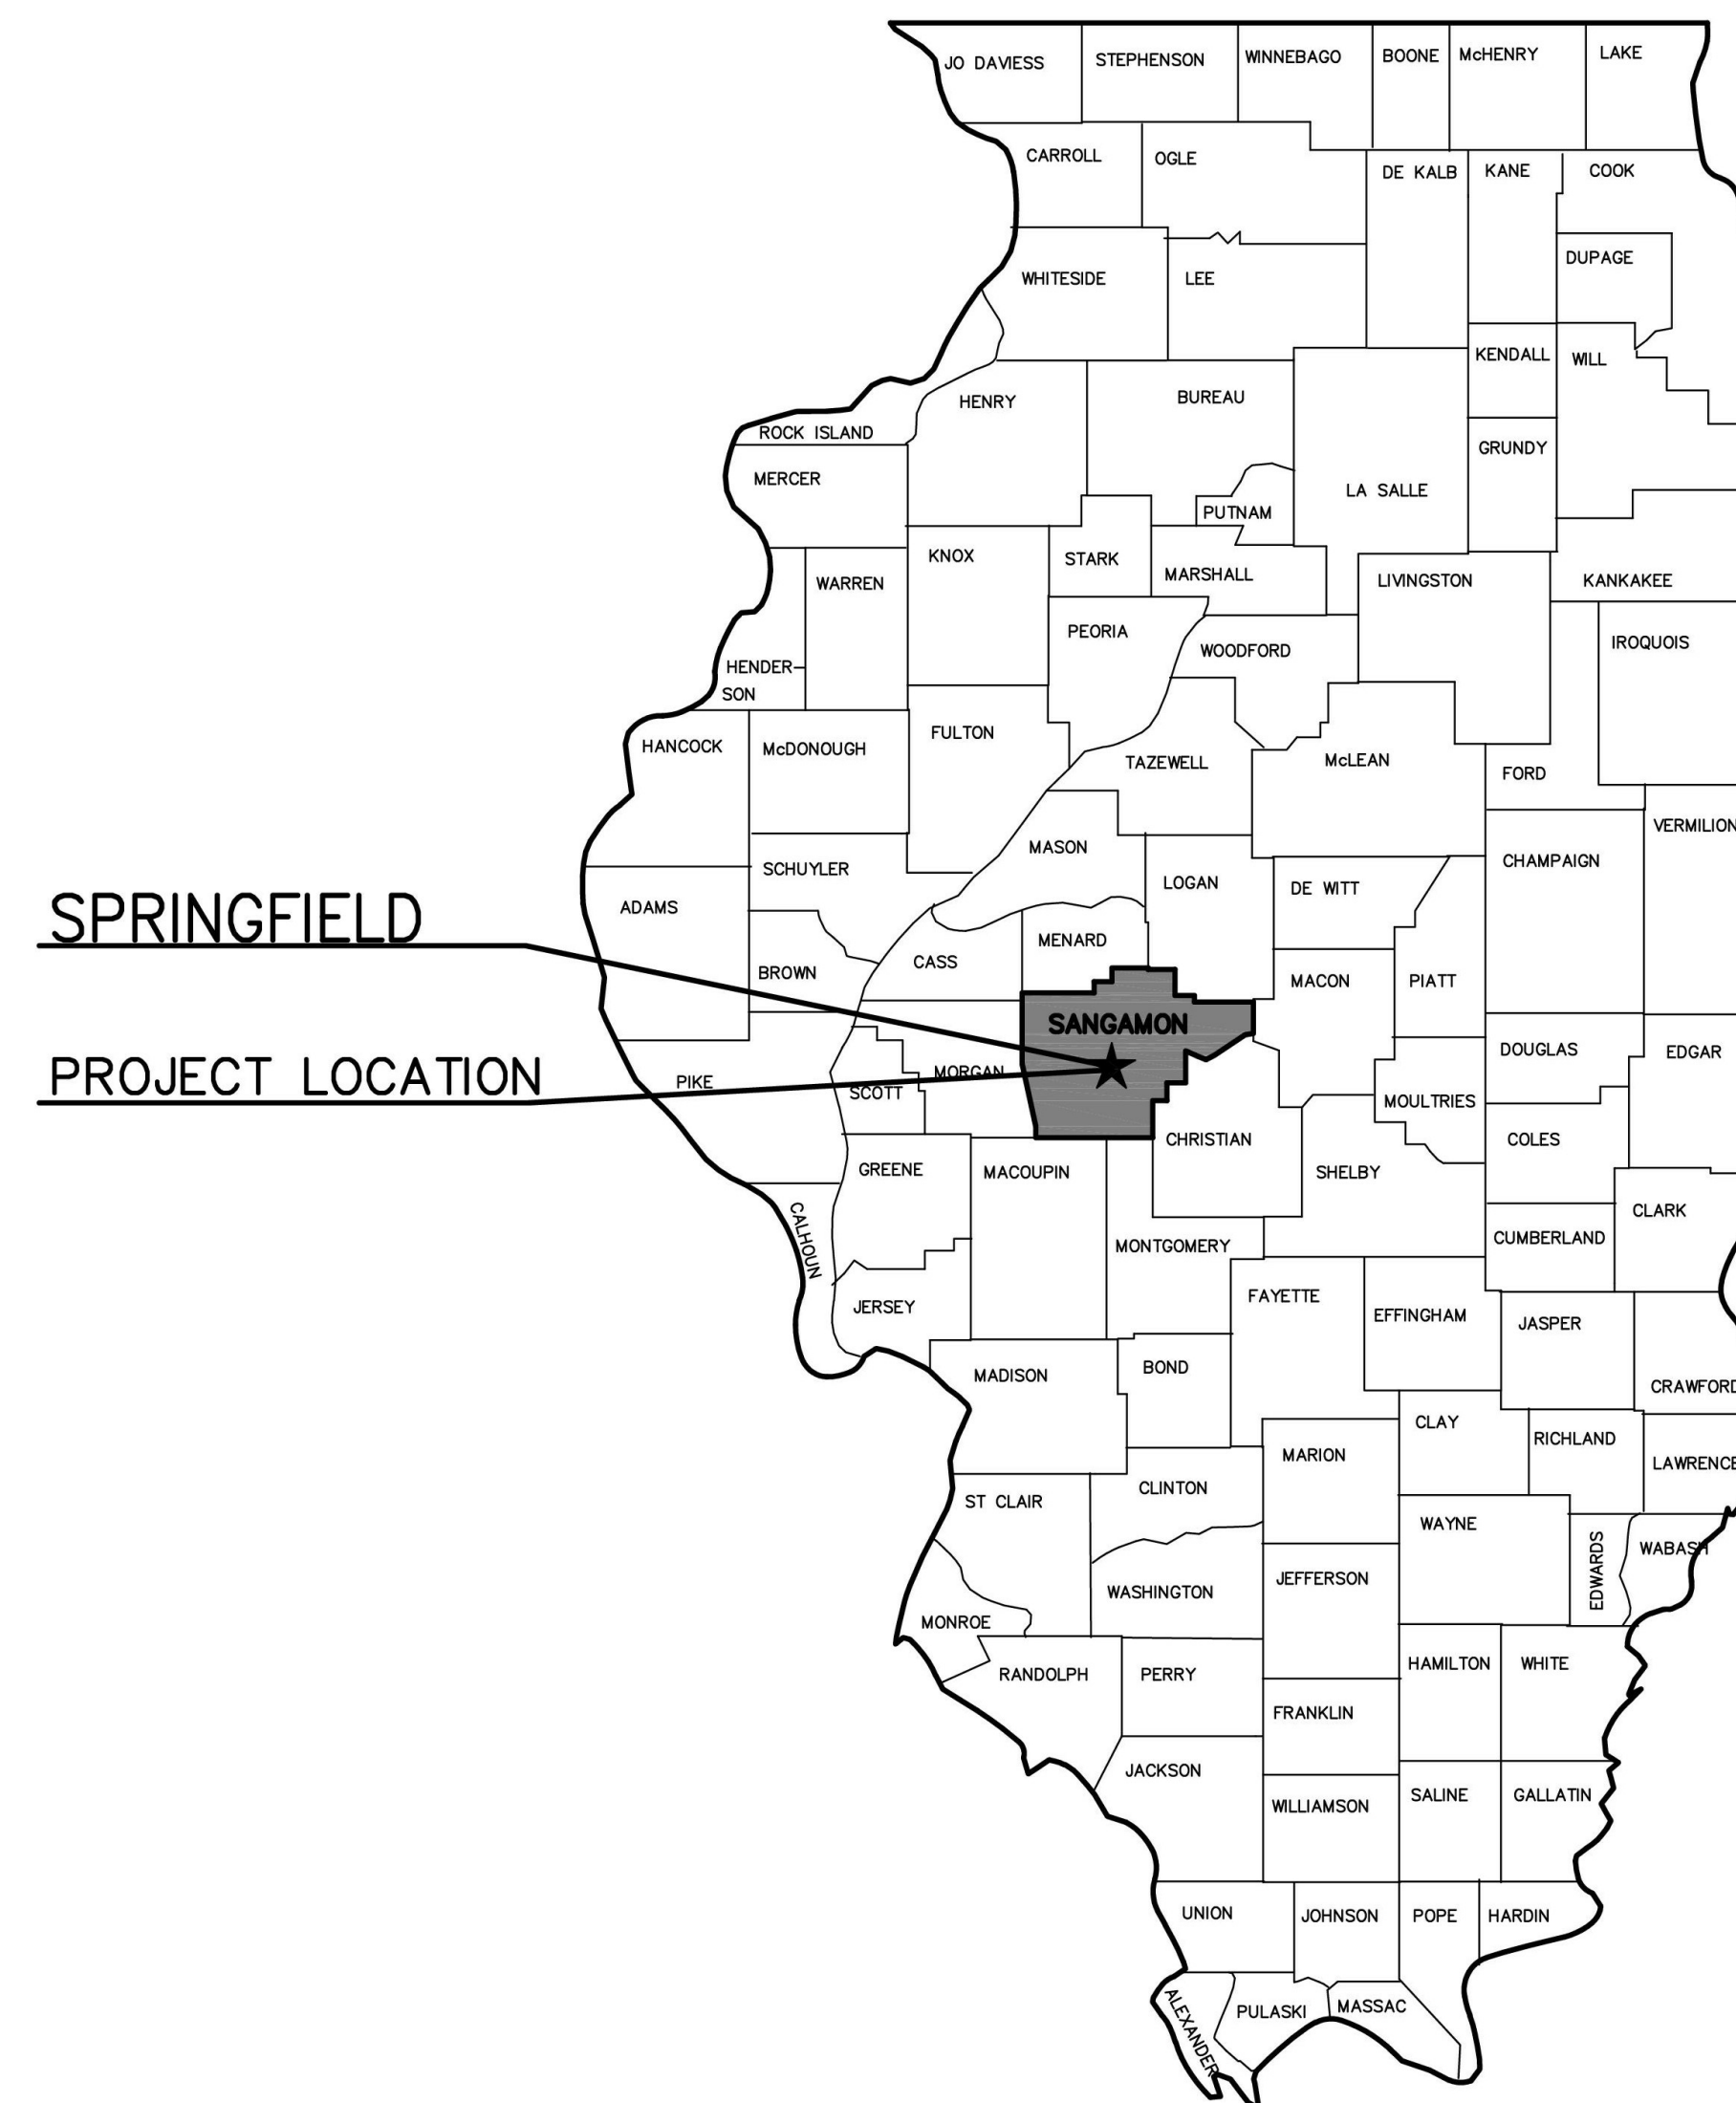 JO DAVIESS
STEPHENSON
WINNEBAGO
BOONE
McHENRY
LAKE
CARROLL
OGLE
DE KALB
KANE
COOK
WHITESIDE
LEE
DUPAGE
KENDALL
WILL
HENRY
BUREAU
ROCK ISLAND
GRUNDY
MERCER
LA SALLE
PUTNAM
KNOX
STARK
MARSHALL
WARREN
LIVINGSTON
KANKAKEE
PEORIA
WOODFORD
IROQUOIS
HENDER-
SON
HANCOCK
McDONOUGH
FULTON
TAZEWELL
McLEAN
FORD
VERMILION
MASON
CHAMPAIGN
SCHUYLER
LOGAN
DE WITT
ADAMS
SPRINGFIELD
MENARD
CASS
BROWN
MACON
PIATT
SANGAMON
DOUGLAS
EDGAR
PROJECT LOCATION
PIKE
MORGAN
SCOTT
MOULTRIES
CHRISTIAN
COLES
GREENE
MACOUPIN
SHELBY
CLARK
CALHOUN
MONTGOMERY
CUMBERLAND
JERSEY
FAYETTE
EFFINGHAM
JASPER
MADISON
BOND
CRAWFORD
CLAY
RICHLAND
MARION
LAWRENCE
CLINTON
ST CLAIR
WAYNE
EDWARDS
WABASH
JEFFERSON
WASHINGTON
MONROE
RANDOLPH
PERRY
HAMILTON
WHITE
FRANKLIN
JACKSON
WILLIAMSON
SALINE
GALLATIN
UNION
JOHNSON
POPE
HARDIN
ALEXANDER
PULASKI
MASSAC